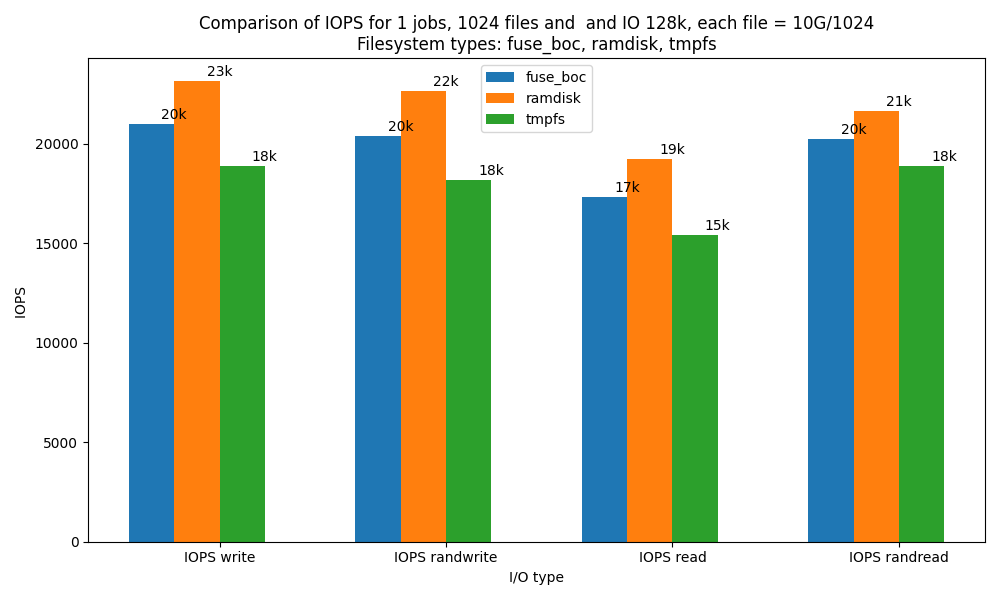 Comparison of IOPS for 1 jobs, 1024 files and  and IO 128k, each file = 10G/1024
Filesystem types: fuse_boc, ramdisk, tmpfs
fuse_boc
ramdisk
tmpfs
20k
23k
18k
20k
22k
18k
17k
19k
15k
20k
21k
18k
20000
15000
10000
5000
0
IOPS
IOPS write
IOPS randwrite
IOPS read
IOPS randread
I/O type